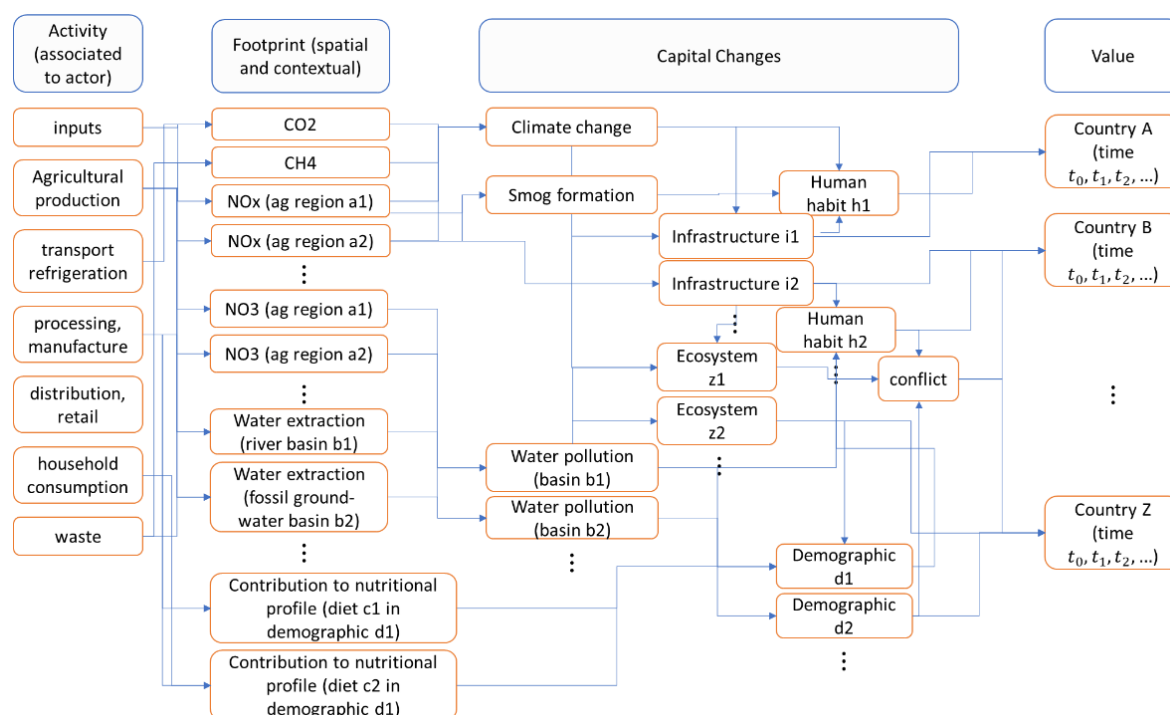 Activity
(associated
to actor)
Footprint (spatial
and contextual)
Capital Changes
Value
inputs
Agricultural
production
transport
refrigeration
processing,
manufacture
distribution,
retail
household
consumption
waste
CO2
CH4
NOx (ag region a1)
NOx (ag region a2)
NO3 (ag region a1)
NO3 (ag region a2)
Water extraction
(river basin b1)
Water extraction
(fossil ground-
water basin b2)
Contribution to nutritional
profile (diet c1 in
demographic d1)
Contribution to nutritional
profile (diet c2 in
demographic d1)
Climate change
Smog formation
Human
habit h1
Infrastructure i1
Infrastructure i2
Human
habit h2
Ecosystem
z1
conflict
Ecosystem
z2
Water pollution
(basin b1)
Water pollution
(basin b2)
Demographic
d1
Demographic
d2
Country A
(time
t₀, t₁, t₂, ...)
Country B
(time
t₀, t₁, t₂, ...)
Country Z
(time
t₀, t₁, t₂, ...)